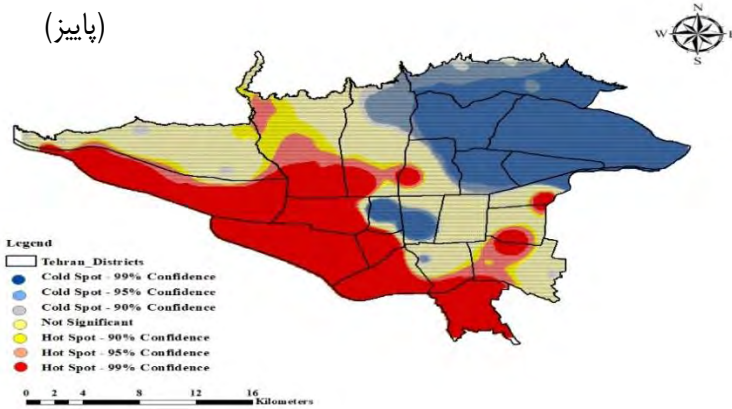 (پاییز)
N
W E
S
Legend
Tehran_Districts
Cold Spot - 99% Confidence
Cold Spot - 95% Confidence
Cold Spot - 90% Confidence
Not Significant
Hot Spot - 90% Confidence
Hot Spot - 95% Confidence
Hot Spot - 99% Confidence
0 2 4 8 12 16
Kilometers